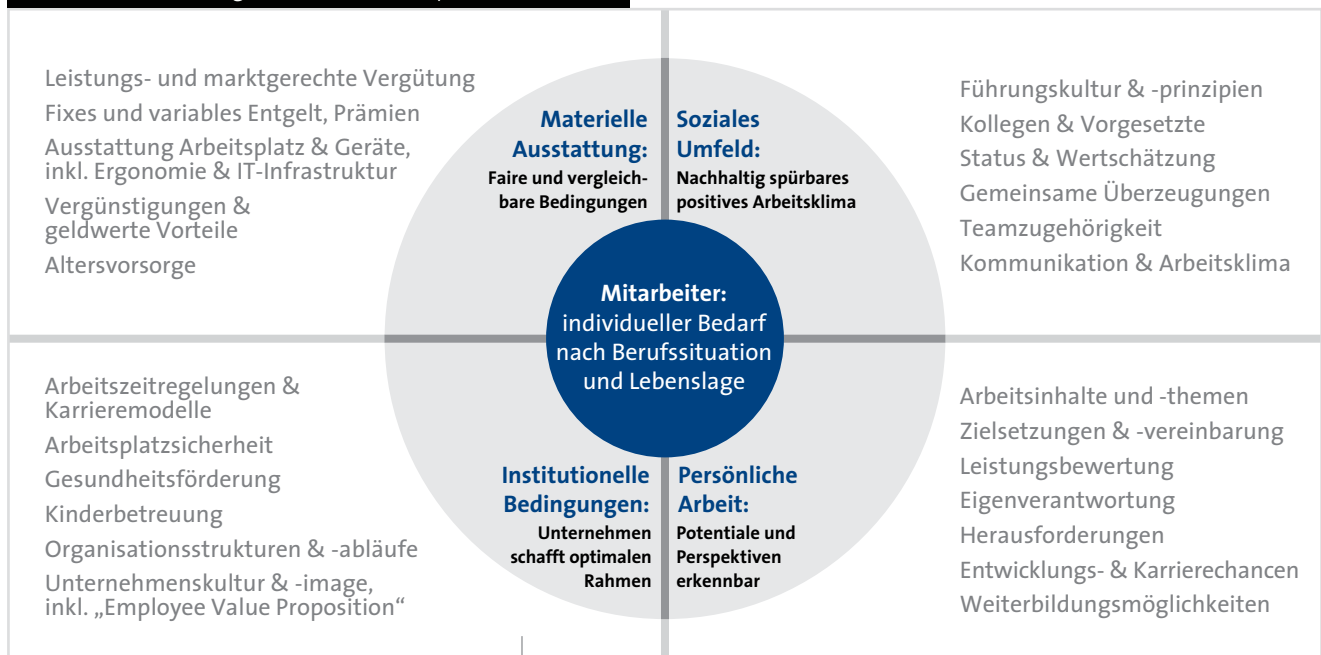 Leistungs- und marktgerechte Vergütung
Fixes und variables Entgelt, Prämien
Ausstattung Arbeitsplatz & Geräte,
inkl. Ergonomie & IT-Infrastruktur
Vergünstigungen &
geldwerte Vorteile
Altersvorsorge
Materielle
Ausstattung:
Faire und vergleich-
bare Bedingungen
Soziales
Umfeld:
Nachhaltig spürbares
positives Arbeitsklima
Führungskultur & -prinzipien
Kollegen & Vorgesetzte
Status & Wertschätzung
Gemeinsame Überzeugungen
Teamzugehörigkeit
Kommunikation & Arbeitsklima
Mitarbeiter:
individueller Bedarf
nach Berufssituation
und Lebenslage
Arbeitszeitregelungen &
Karrieremodelle
Arbeitsplatzsicherheit
Gesundheitsförderung
Kinderbetreuung
Organisationsstrukturen & -abläufe
Unternehmenskultur & -image,
inkl. „Employee Value Proposition“
Institutionelle
Bedingungen:
Unternehmen
schafft optimalen
Rahmen
Persönliche
Arbeit:
Potentiale und
Perspektiven
erkennbar
Arbeitsinhalte und -themen
Zielsetzungen & -vereinbarung
Leistungsbewertung
Eigenverantwortung
Herausforderungen
Entwicklungs- & Karrierechancen
Weiterbildungsmöglichkeiten